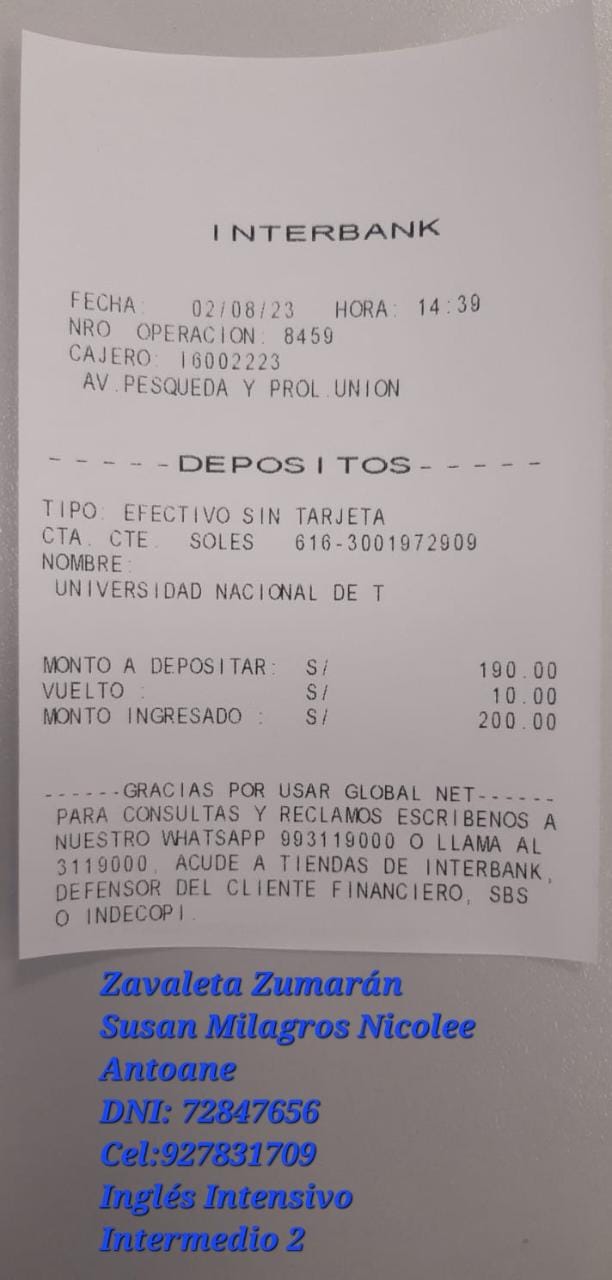 INTERBANK
FECHA: 02/08/23 HORA: 14:39
NRO OPERACION: 8459
CAJERO: I6002223
AV.PESQUEDA Y PROL.UNION
-----DEPOSITOS-----
TIPO: EFECTIVO SIN TARJETA
CTA. CTE. SOLES 616-3001972909
NOMBRE:
UNIVERSIDAD NACIONAL DE T
MONTO A DEPOSITAR: S/ 190.00
VUELTO : S/ 10.00
MONTO INGRESADO : S/ 200.00
------GRACIAS POR USAR GLOBAL NET------
PARA CONSULTAS Y RECLAMOS ESCRIBENOS A
NUESTRO WHATSAPP 993119000 O LLAMA AL
3119000, ACUDE A TIENDAS DE INTERBANK,
DEFENSOR DEL CLIENTE FINANCIERO, SBS
O INDECOPI.
Zavaleta Zumarán
Susan Milagros Nicolee
Antoane
DNI: 72847656
Cel:927831709
Inglés Intensivo
Intermedio 2